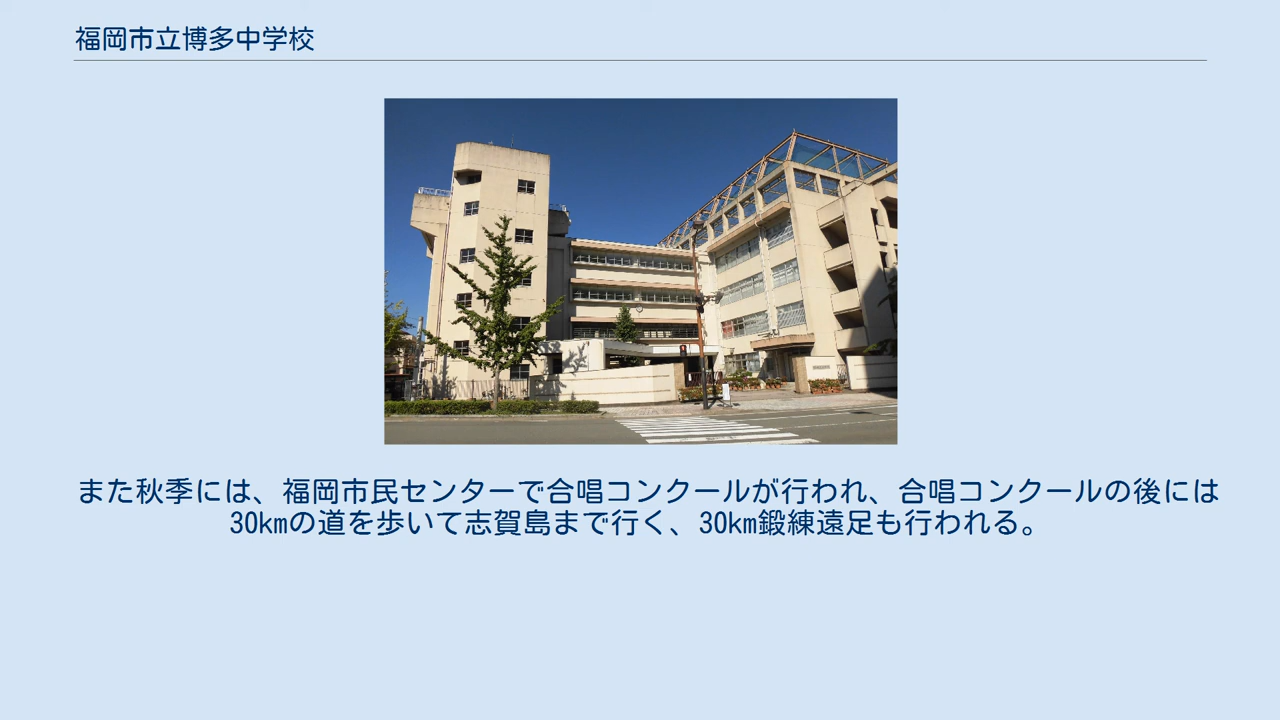 福岡市立博多中学校
また秋季には、福岡市民センターで合唱コンクールが行われ、合唱コンクールの後には
30kmの道を歩いて志賀島まで行く、30km鍛練遠足も行われる。